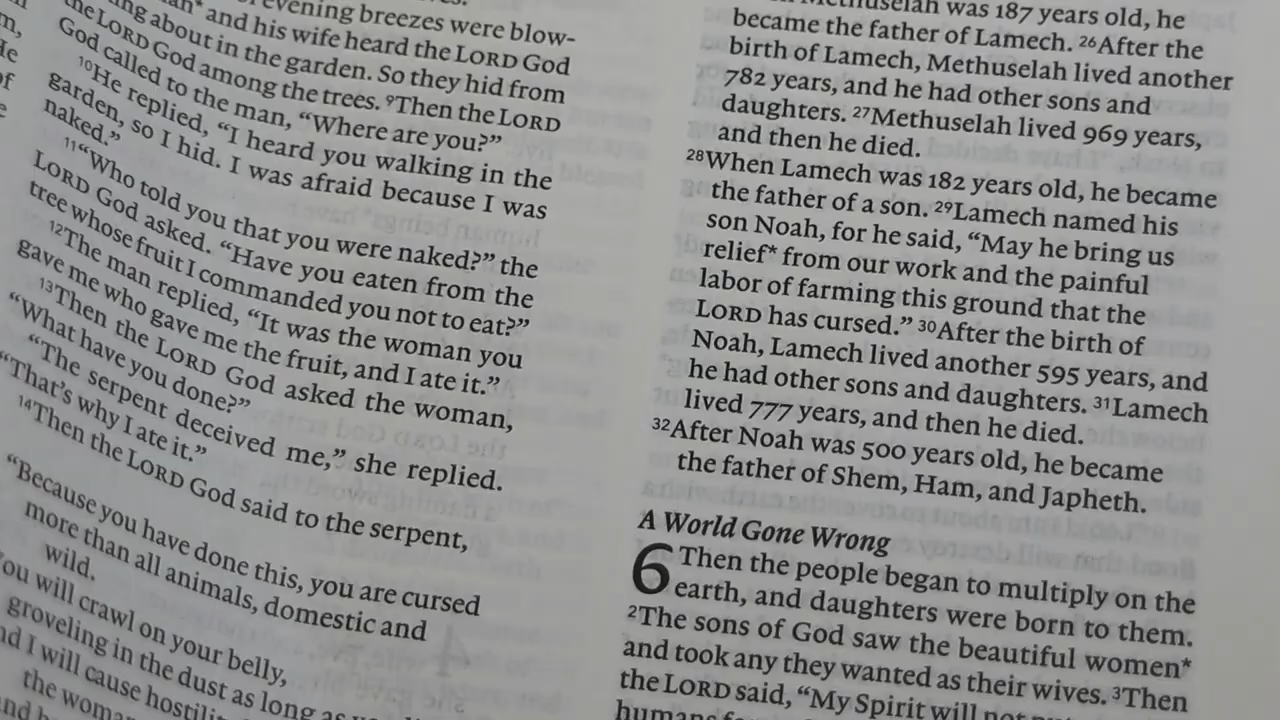 evening breezes were blow-
and his wife heard the LORD God
about in the garden. So they hid from
the LORD God among the trees. 9Then the LORD
God called to the man, “Where are you?”
10He replied, “I heard you walking in the
garden, so I hid. I was afraid because I was
naked.”
11“Who told you that you were naked?” the
LORD God asked. “Have you eaten from the
tree whose fruit I commanded you not to eat?”
12The man replied, “It was the woman you
gave me who gave me the fruit, and I ate it.”
13Then the LORD God asked the woman,
“What have you done?”
“The serpent deceived me,” she replied.
“That’s why I ate it.”
14Then the LORD God said to the serpent,
“Because you have done this, you are cursed
more than all animals, domestic and
wild.
You will crawl on your belly,
groveling in the dust as long as
I will cause
the
Methuselah was 187 years old, he
became the father of Lamech. 26After the
birth of Lamech, Methuselah lived another
782 years, and he had other sons and
daughters. 27Methuselah lived 969 years,
and then he died.
28When Lamech was 182 years old, he became
the father of a son. 29Lamech named his
son Noah, for he said, “May he bring us
relief* from our work and the painful
labor of farming this ground that the
LORD has cursed.” 30After the birth of
Noah, Lamech lived another 595 years, and
he had other sons and daughters. 31Lamech
lived 777 years, and then he died.
32After Noah was 500 years old, he became
the father of Shem, Ham, and Japheth.
A World Gone Wrong
6 Then the people began to multiply on the
earth, and daughters were born to them.
2The sons of God saw the beautiful women*
and took any they wanted as their wives. 3Then
the LORD said, “My Spirit will not
humans